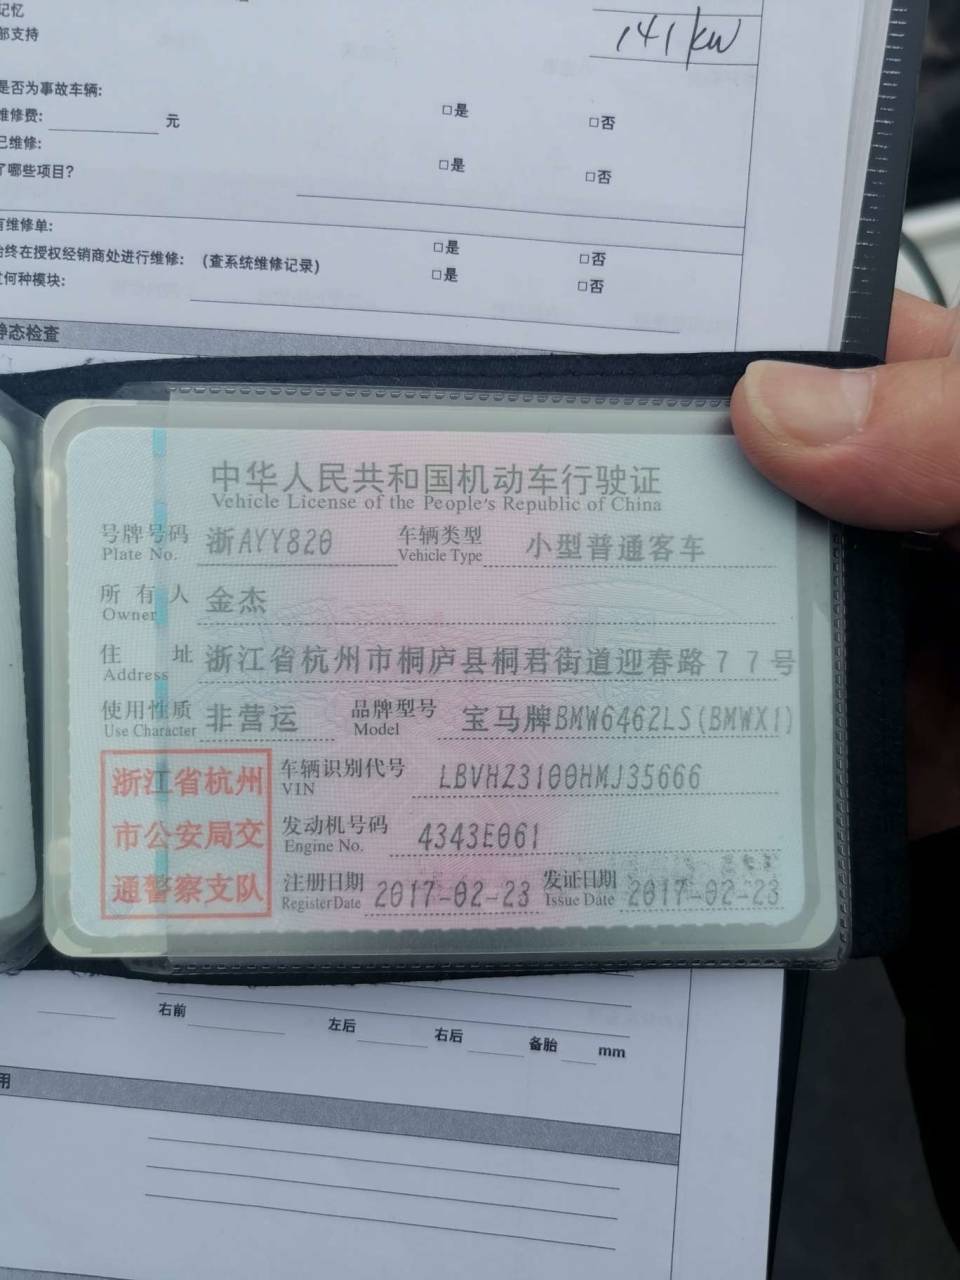 记忆
部支持
141kw
是否为事故车辆:
□是 □否
维修费: 元
已维修:
□是 □否
了哪些项目?
有维修单:
□是 □否
始终在授权经销商处进行维修: (查系统维修记录)
□是 □否
何种模块:
静态检查
中华人民共和国机动车行驶证
Vehicle License of the People's Republic of China
号牌号码 浙AYY820 车辆类型 小型普通客车
Plate No. Vehicle Type
所有人 金杰
Owner
住址 浙江省杭州市桐庐县桐君街道迎春路77号
Address
使用性质 非营运 品牌型号 宝马牌BMW6462LS(BMWX1)
Use Character Model
浙江省杭州
市公安局交
通警察支队
车辆识别代号 LBVHZ3100HMJ35666
VIN
发动机号码 4343E061
Engine No.
注册日期 2017-02-23 发证日期 2017-02-23
Register Date Issue Date
右前 左后 右后 备胎 mm
用